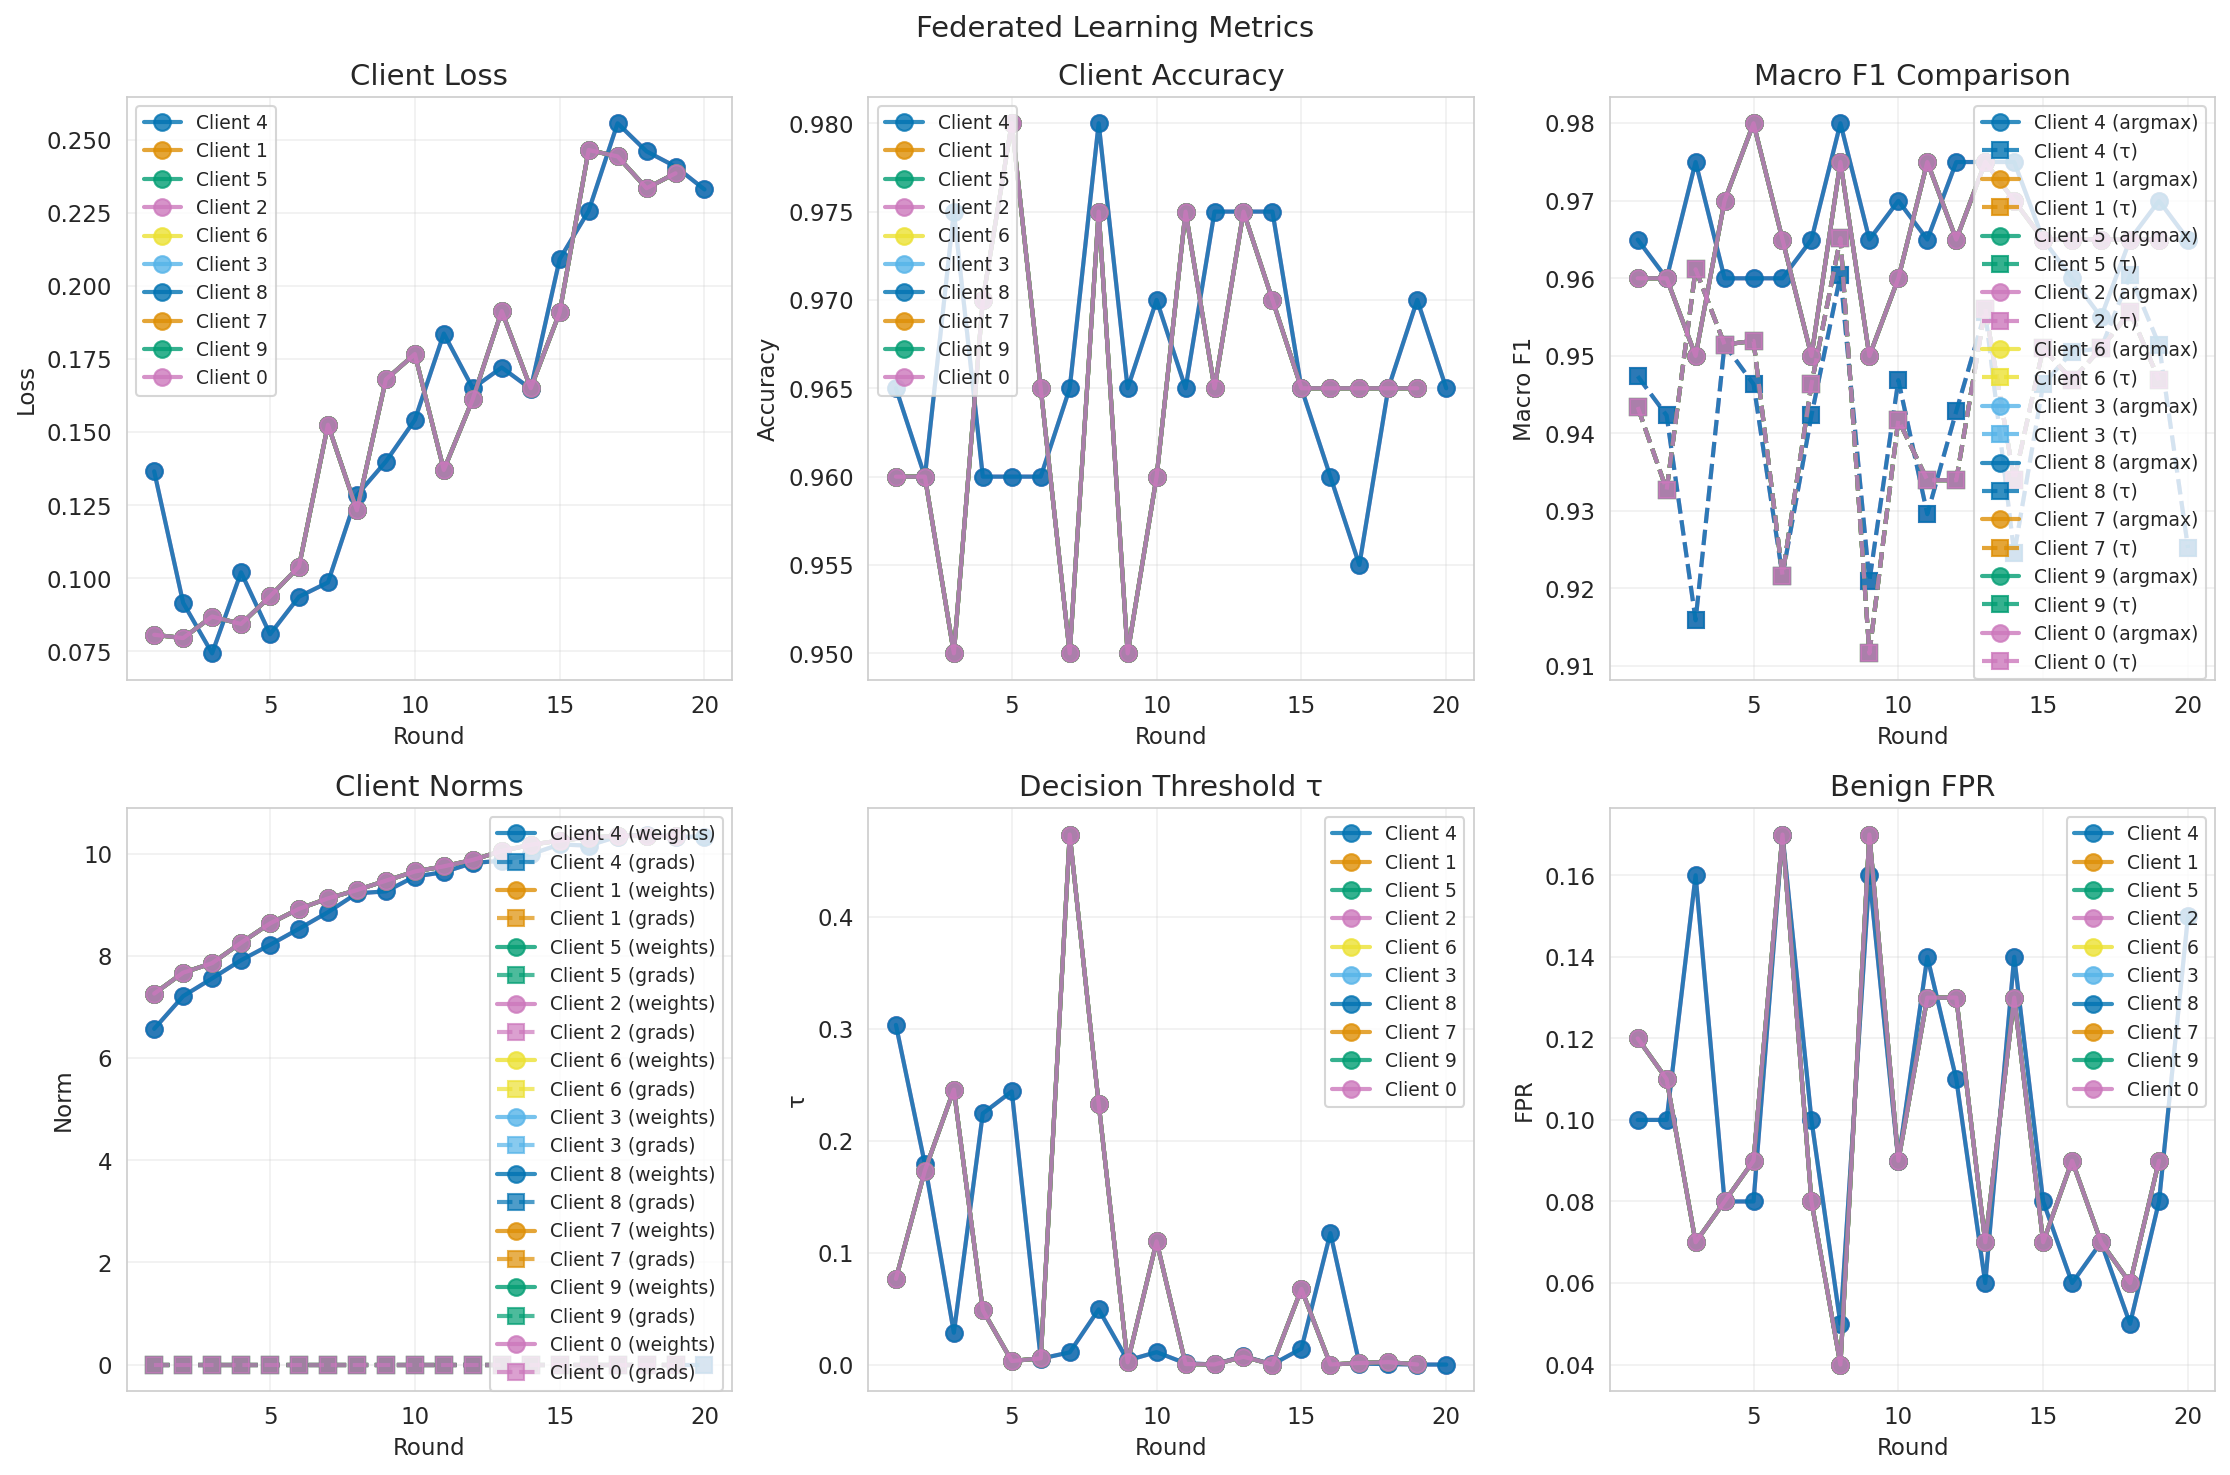 Federated Learning Metrics
Client Loss
0.250
0.225
0.200
0.175
0.150
0.125
0.100
0.075
Loss
5
10
15
20
Round
Client 4
Client 1
Client 5
Client 2
Client 6
Client 3
Client 8
Client 7
Client 9
Client 0
Client Accuracy
0.980
0.975
0.970
0.965
0.960
0.955
0.950
Accuracy
5
10
15
20
Round
Client 4
Client 1
Client 5
Client 2
Client 6
Client 3
Client 8
Client 7
Client 9
Client 0
Macro F1 Comparison
0.98
0.97
0.96
0.95
0.94
0.93
0.92
0.91
Macro F1
5
10
15
20
Round
Client 4 (argmax)
Client 4 (τ)
Client 1 (argmax)
Client 1 (τ)
Client 5 (argmax)
Client 5 (τ)
Client 2 (argmax)
Client 2 (τ)
Client 6 (argmax)
Client 6 (τ)
Client 3 (argmax)
Client 3 (τ)
Client 8 (argmax)
Client 8 (τ)
Client 7 (argmax)
Client 7 (τ)
Client 9 (argmax)
Client 9 (τ)
Client 0 (argmax)
Client 0 (τ)
Client Norms
10
8
6
4
2
0
Norm
5
10
15
20
Round
Client 4 (weights)
Client 4 (grads)
Client 1 (weights)
Client 1 (grads)
Client 5 (weights)
Client 5 (grads)
Client 2 (weights)
Client 2 (grads)
Client 6 (weights)
Client 6 (grads)
Client 3 (weights)
Client 3 (grads)
Client 8 (weights)
Client 8 (grads)
Client 7 (weights)
Client 7 (grads)
Client 9 (weights)
Client 9 (grads)
Client 0 (weights)
Client 0 (grads)
Decision Threshold τ
0.4
0.3
0.2
0.1
0.0
τ
5
10
15
20
Round
Client 4
Client 1
Client 5
Client 2
Client 6
Client 3
Client 8
Client 7
Client 9
Client 0
Benign FPR
0.16
0.14
0.12
0.10
0.08
0.06
0.04
FPR
5
10
15
20
Round
Client 4
Client 1
Client 5
Client 2
Client 6
Client 3
Client 8
Client 7
Client 9
Client 0